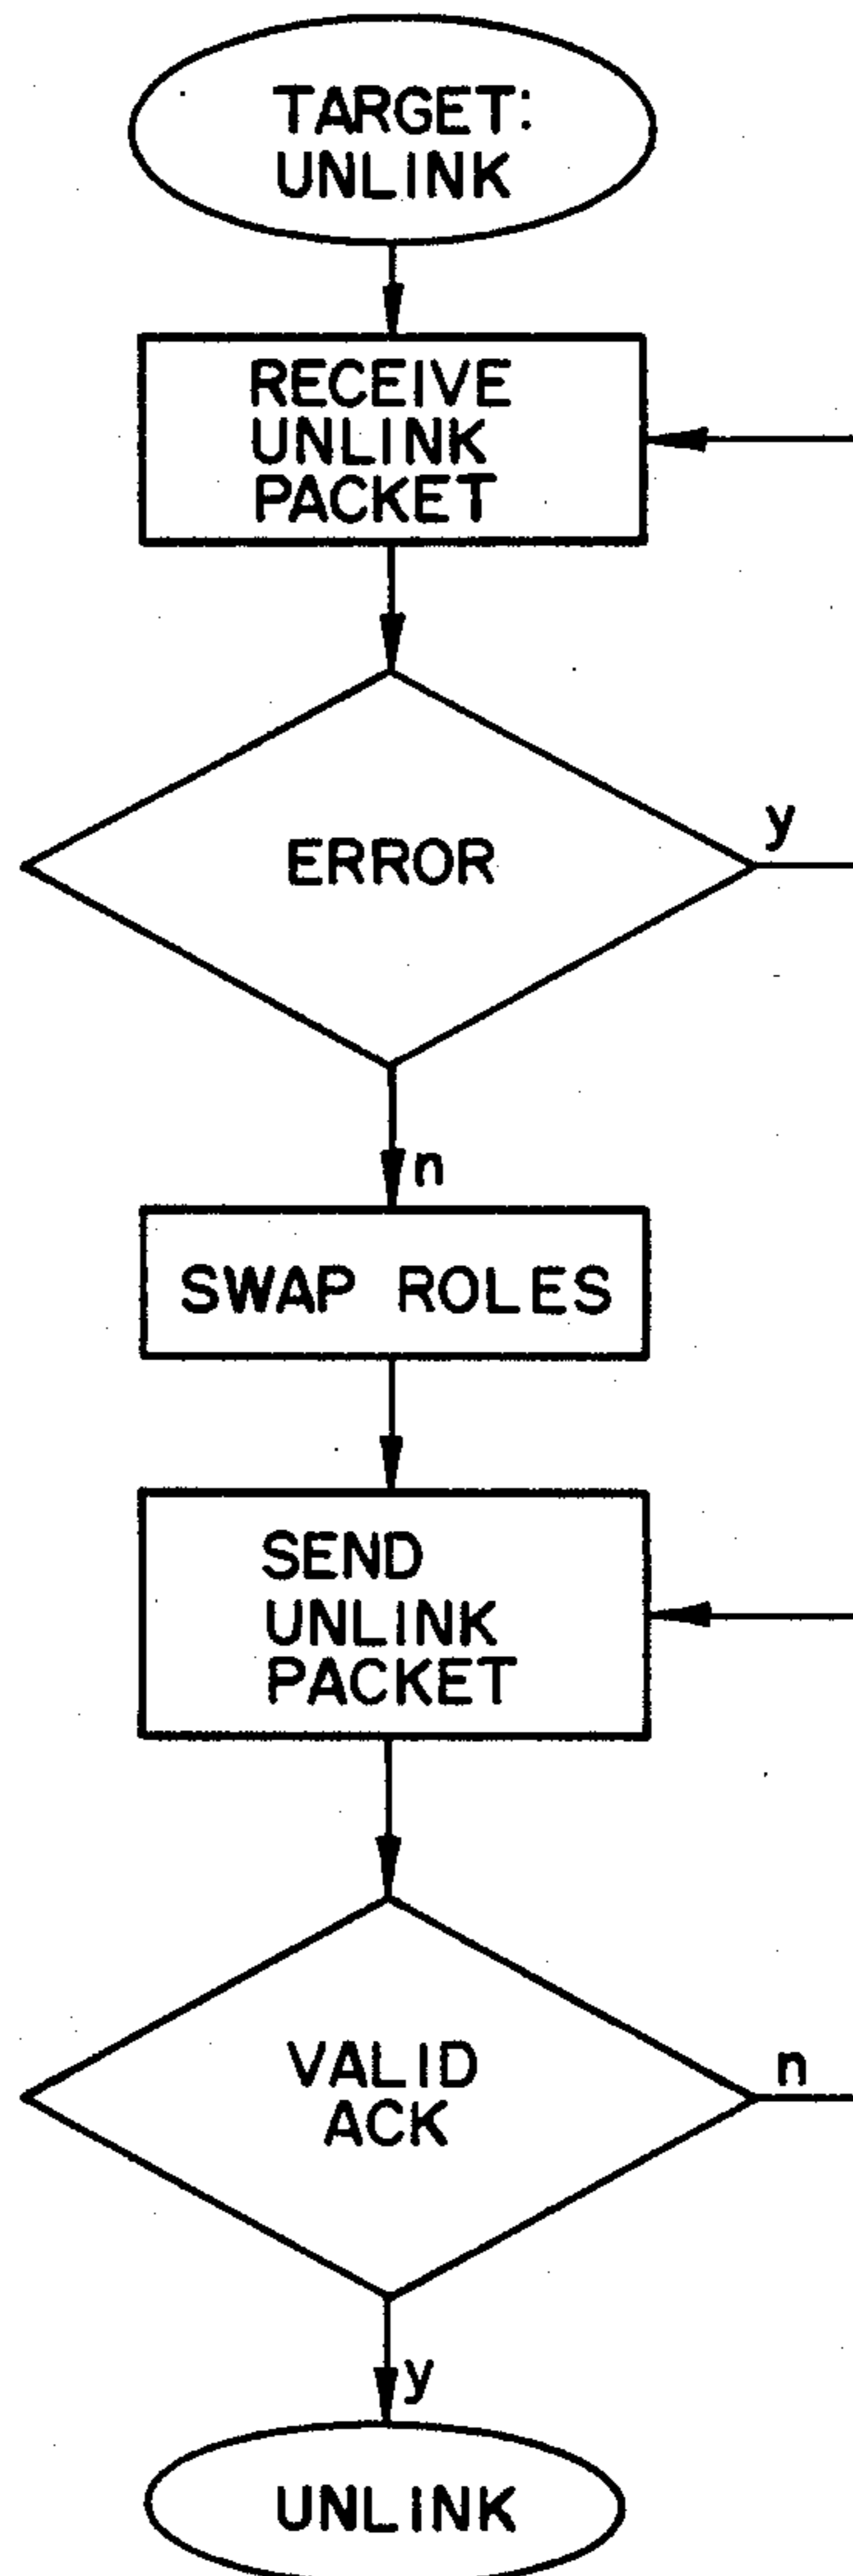 TARGET:
UNLINK
RECEIVE
UNLINK
PACKET
ERROR
y
n
SWAP ROLES
SEND
UNLINK
PACKET
VALID
ACK
n
y
UNLINK